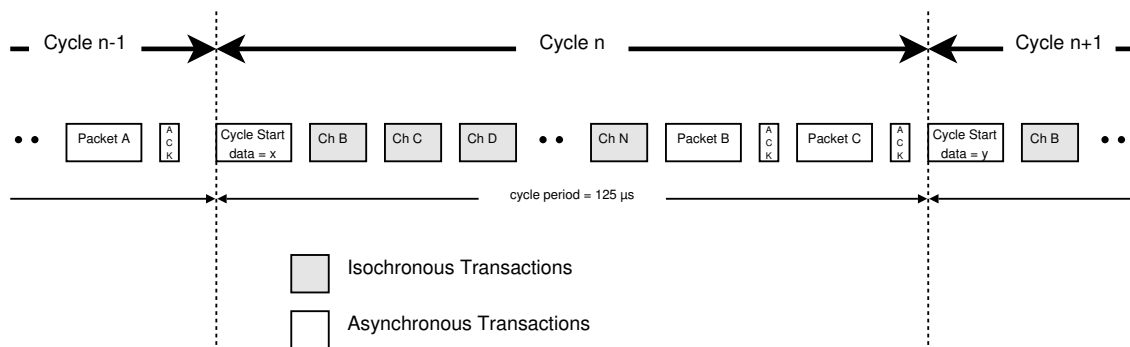 Cycle n-1
Cycle n
Cycle n+1
Packet A
A
C
K
Cycle Start
data = x
Ch B
Ch C
Ch D
Ch N
Packet B
A
C
K
Packet C
A
C
K
Cycle Start
data = y
Ch B
cycle period = 125 µs
Isochronous Transactions
Asynchronous Transactions